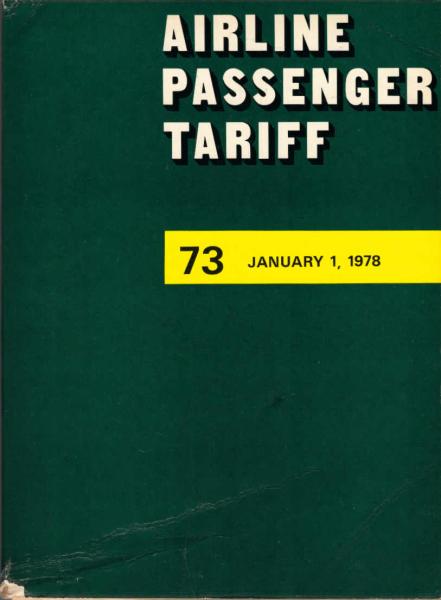 AIRLINE
PASSENGER
TARIFF
73 JANUARY 1, 1978